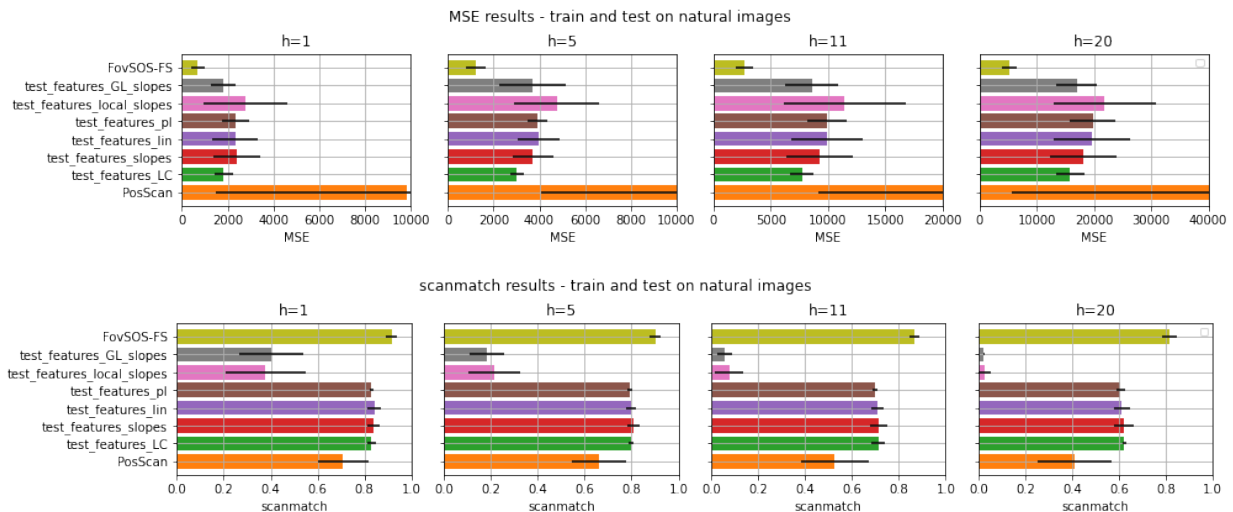 MSE results - train and test on natural images
h=1 h=5 h=11 h=20
FovSOS-FS
test_features_GL_slopes
test_features_local_slopes
test_features_pl
test_features_lin
test_features_slopes
test_features_LC
PosScan
0 2000 4000 6000 8000 10000 0 2000 4000 6000 8000 10000 0 5000 10000 15000 20000 0 10000 20000 30000 40000
MSE MSE MSE MSE
scanmatch results - train and test on natural images
h=1 h=5 h=11 h=20
FovSOS-FS
test_features_GL_slopes
test_features_local_slopes
test_features_pl
test_features_lin
test_features_slopes
test_features_LC
PosScan
0.0 0.2 0.4 0.6 0.8 1.0 0.0 0.2 0.4 0.6 0.8 1.0 0.0 0.2 0.4 0.6 0.8 1.0 0.0 0.2 0.4 0.6 0.8 1.0
scanmatch scanmatch scanmatch scanmatch